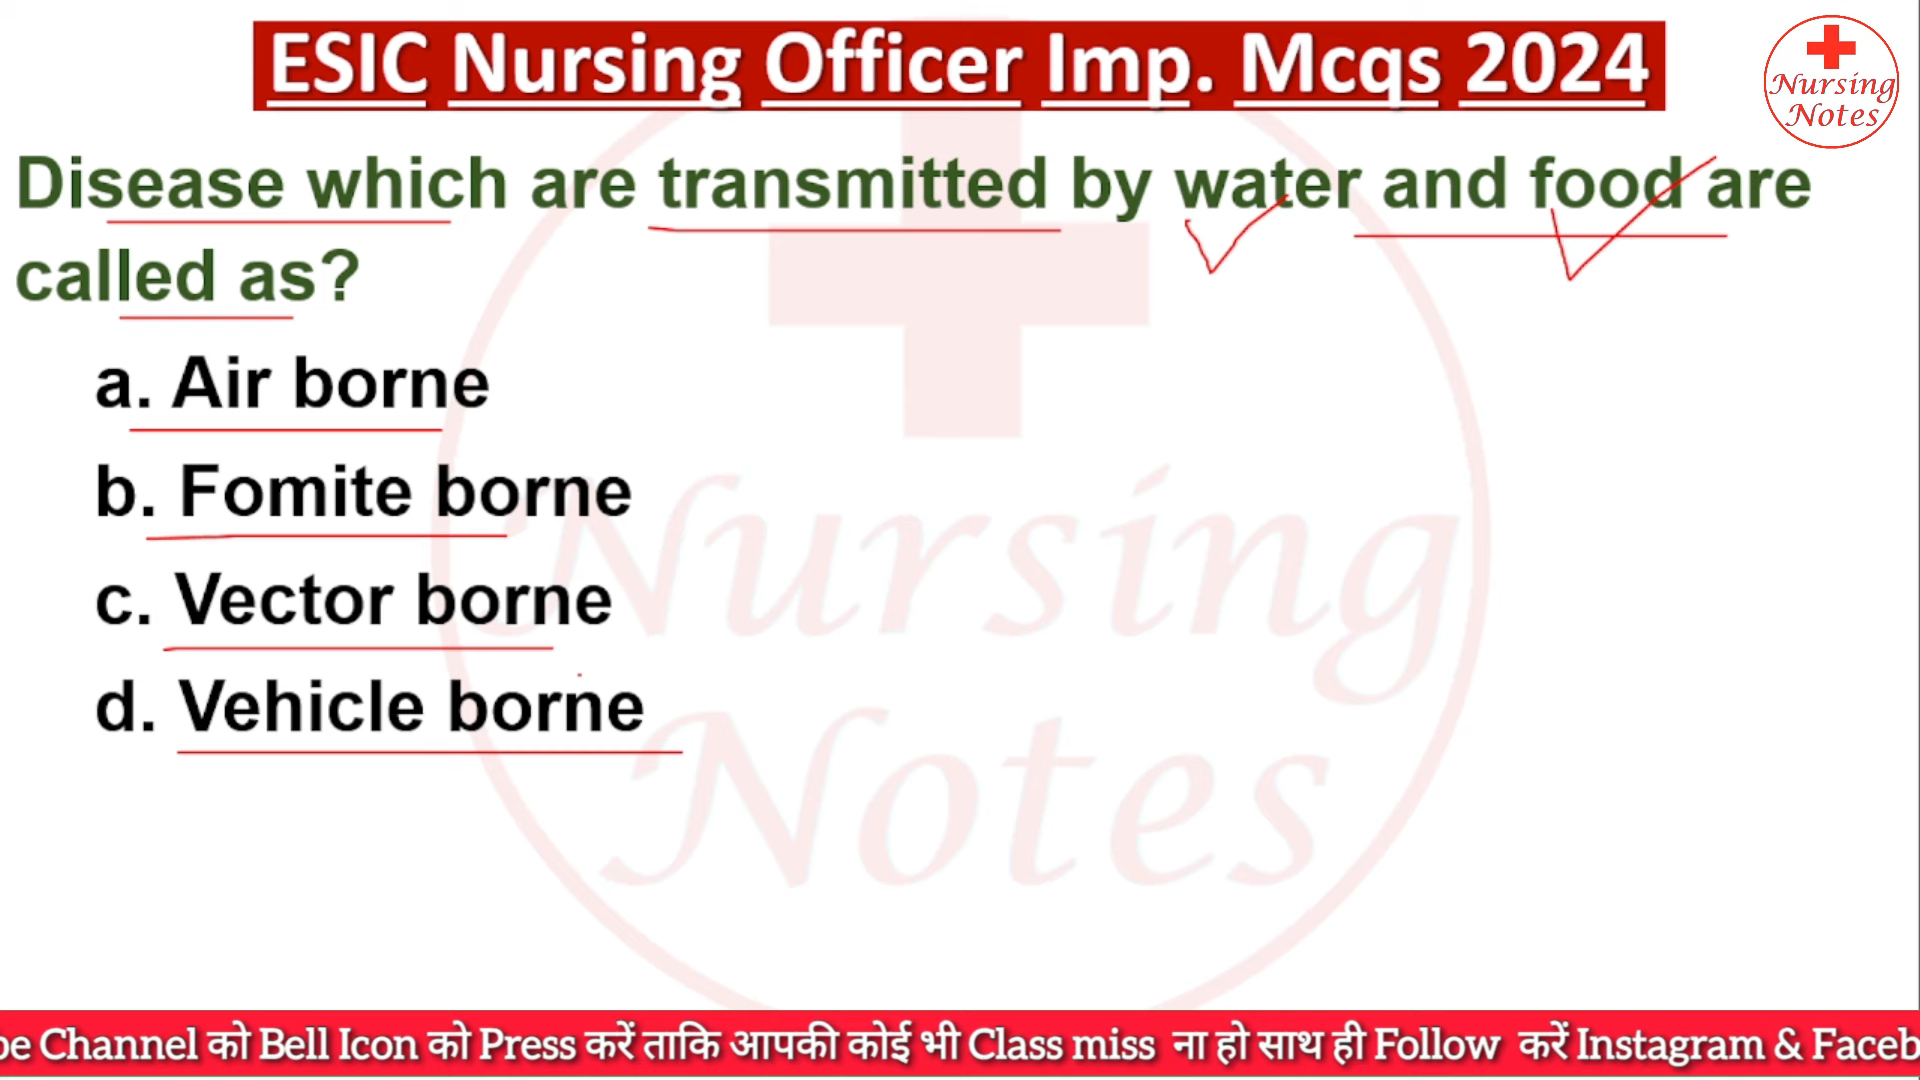 ESIC Nursing Officer Imp. Mcqs 2024
Nursing
Notes
Disease which are transmitted by water and food are
called as?
a. Air borne
b. Fomite borne
c. Vector borne
d. Vehicle borne
Nursing
Notes
Channel को Bell Icon को Press करें ताकि आपकी कोई भी Class miss ना हो साथ ही Follow करें Instagram &